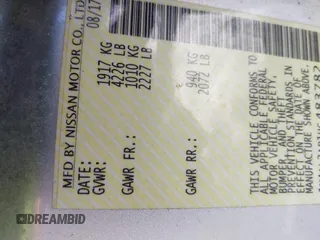 MFD BY NISSAN MOTOR CO., LTD.
DATE: 08/17
GVWR: 1917 KG
4226 LB
GAWR FR.: 1010 KG
2227 LB
GAWR RR.: 940 KG
2072 LB
THIS VEHICLE CONFORMS TO
ALL APPLICABLE FEDERAL
MOTOR VEHICLE SAFETY,
BUMPER, AND THEFT
PREVENTION STANDARDS IN
EFFECT ON THE DATE OF
MANUFACTURE SHOWN ABOVE.
DREAMBID